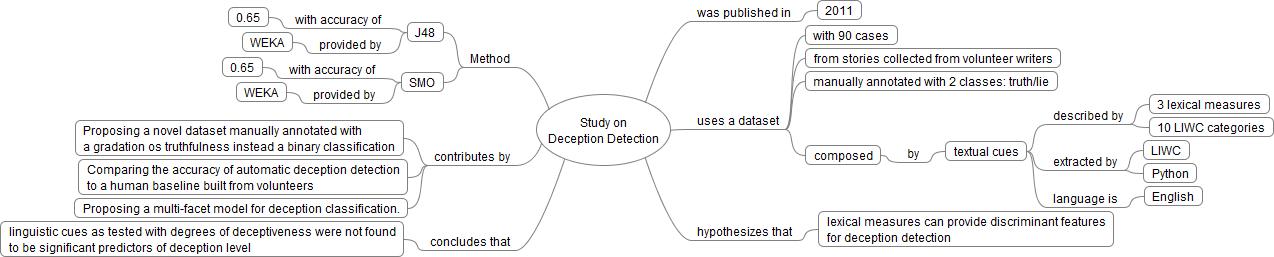 Study on
Deception Detection
was published in
2011
uses a dataset
with 90 cases
from stories collected from volunteer writers
manually annotated with 2 classes: truth/lie
composed
by
textual cues
described by
3 lexical measures
10 LIWC categories
extracted by
LIWC
Python
language is
English
hypothesizes that
lexical measures can provide discriminant features
for deception detection
Method
J48
with accuracy of
0.65
provided by
WEKA
SMO
with accuracy of
0.65
provided by
WEKA
contributes by
Proposing a novel dataset manually annotated with
a gradation os truthfulness instead a binary classification
Comparing the accuracy of automatic deception detection
to a human baseline built from volunteers
Proposing a multi-facet model for deception classification.
concludes that
linguistic cues as tested with degrees of deceptiveness were not found
to be significant predictors of deception level